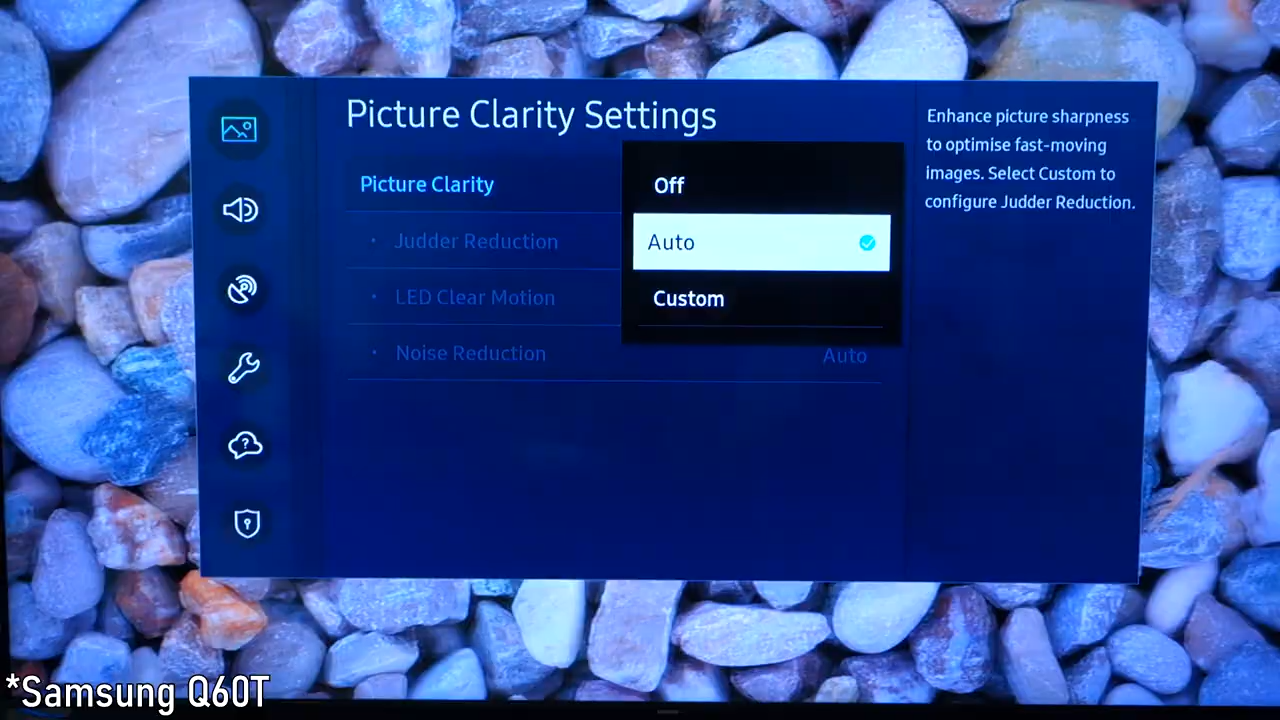 Picture Clarity Settings
Picture Clarity
Off
Auto
Custom
· Judder Reduction
· LED Clear Motion
· Noise Reduction
Auto
Enhance picture sharpness
to optimise fast-moving
images. Select Custom to
configure Judder Reduction.
*Samsung Q60T